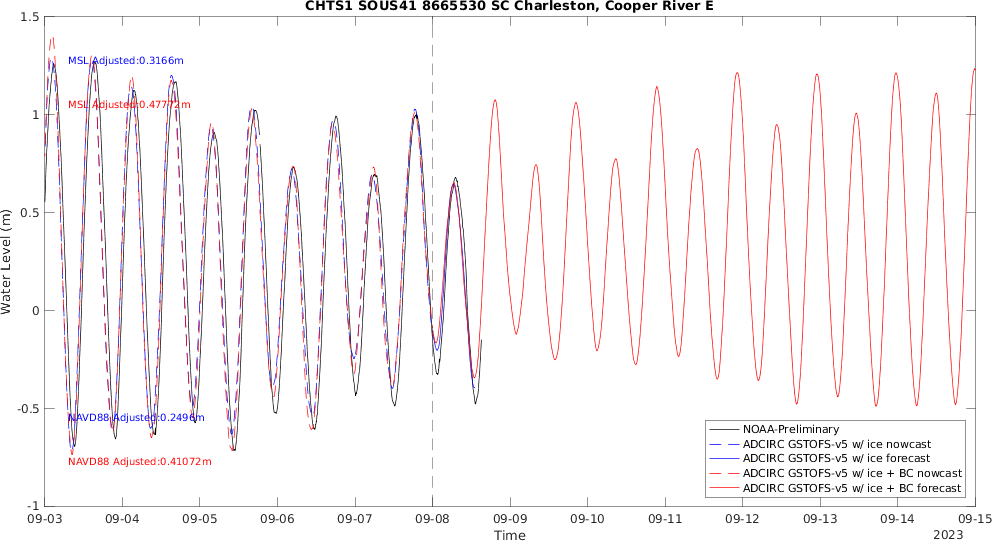 CHTS1 SOUS41 8665530 SC Charleston, Cooper River E
1.5
MSL Adjusted:0.3166m
MSL Adjusted:0.47772m
1
0.5
Water Level (m)
0
-0.5
NAVD88 Adjusted:0.2496m
NAVD88 Adjusted:0.41072m
NOAA-Preliminary
ADCIRC GSTOFS-v5 w/ ice nowcast
ADCIRC GSTOFS-v5 w/ ice forecast
ADCIRC GSTOFS-v5 w/ ice + BC nowcast
ADCIRC GSTOFS-v5 w/ ice + BC forecast
-1
09-03 09-04 09-05 09-06 09-07 09-08 09-09 09-10 09-11 09-12 09-13 09-14 09-15
Time
2023